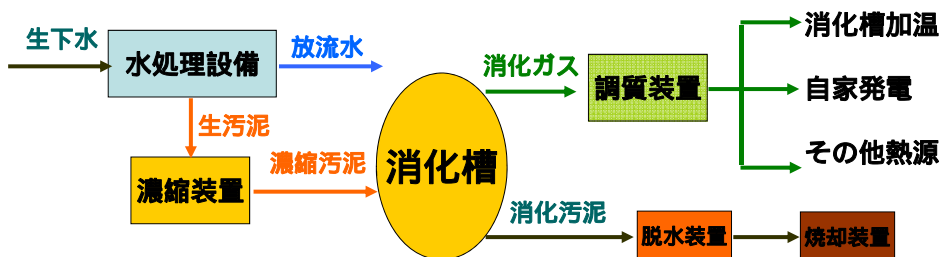 生下水
水処理設備
放流水
生汚泥
濃縮装置
濃縮汚泥
消化槽
消化ガス
調質装置
消化槽加温
自家発電
その他熱源
消化汚泥
脱水装置
焼却装置